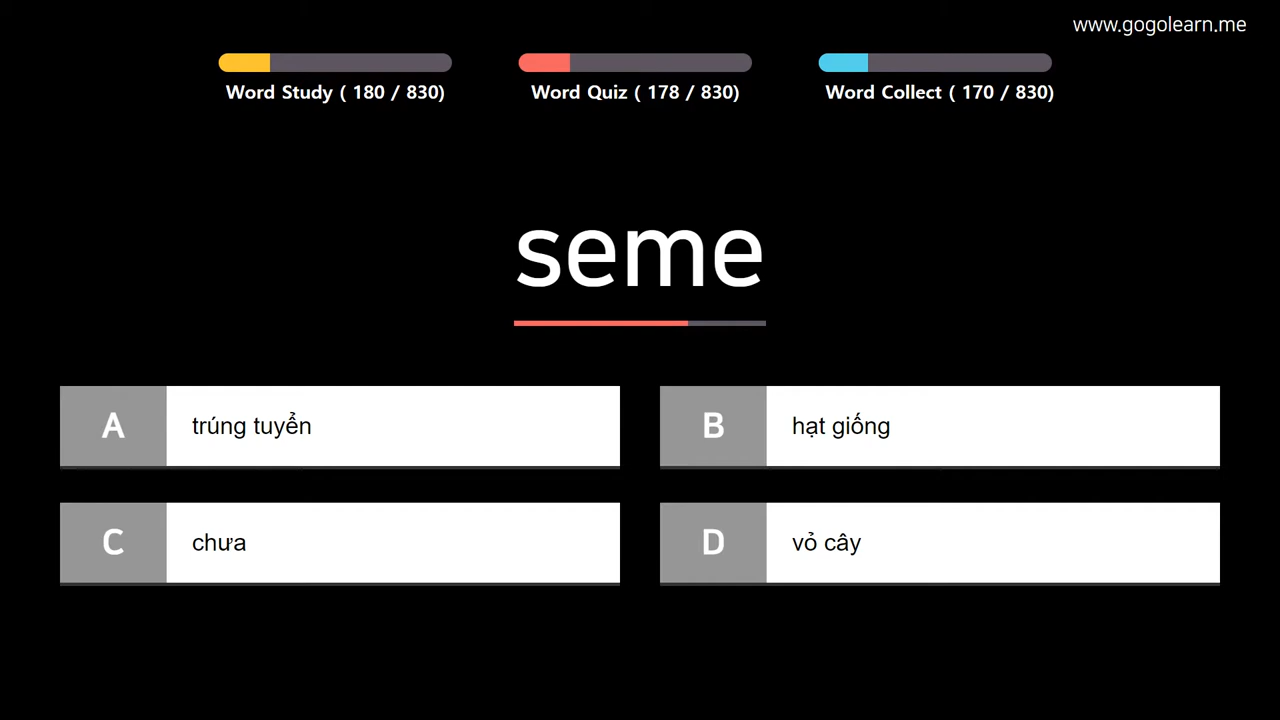 www.gogolearn.me
Word Study ( 180 / 830)
Word Quiz ( 178 / 830)
Word Collect ( 170 / 830)
seme
A trúng tuyển
B hạt giống
C chưa
D vỏ cây